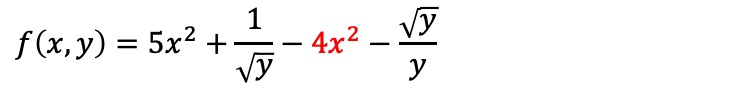 f(x,y) = 5x² + 1/√y − 4x² − √y/y